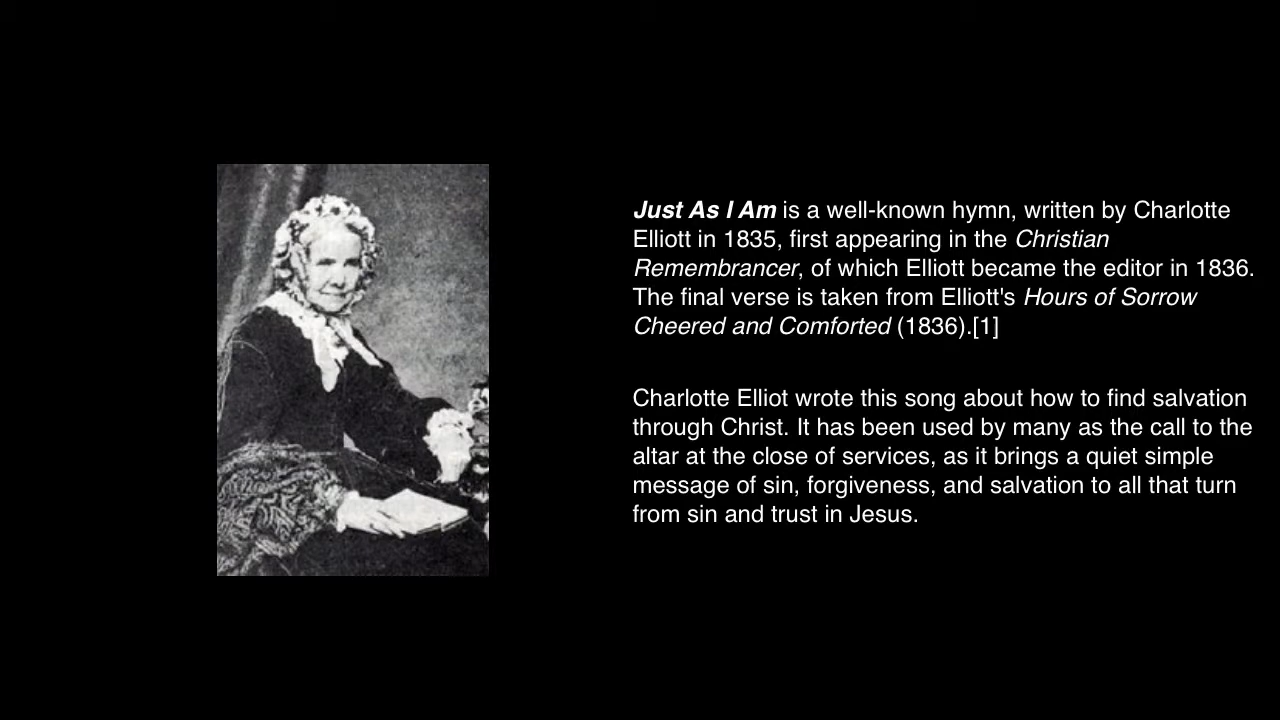 Just As I Am is a well-known hymn, written by Charlotte
Elliott in 1835, first appearing in the Christian
Remembrancer, of which Elliott became the editor in 1836.
The final verse is taken from Elliott's Hours of Sorrow
Cheered and Comforted (1836).[1]
Charlotte Elliot wrote this song about how to find salvation
through Christ. It has been used by many as the call to the
altar at the close of services, as it brings a quiet simple
message of sin, forgiveness, and salvation to all that turn
from sin and trust in Jesus.